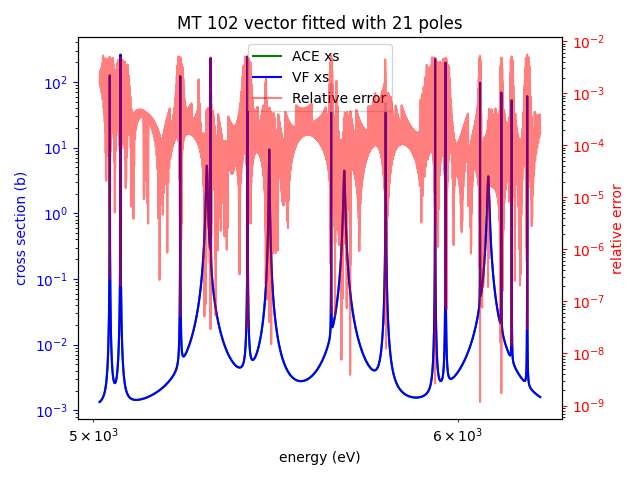 MT 102 vector fitted with 21 poles
ACE xs
VF xs
Relative error
cross section (b)
10²
10¹
10⁰
10⁻¹
10⁻²
10⁻³
10⁻²
10⁻³
10⁻⁴
10⁻⁵
10⁻⁶
10⁻⁷
10⁻⁸
10⁻⁹
relative error
5 × 10³
6 × 10³
energy (eV)